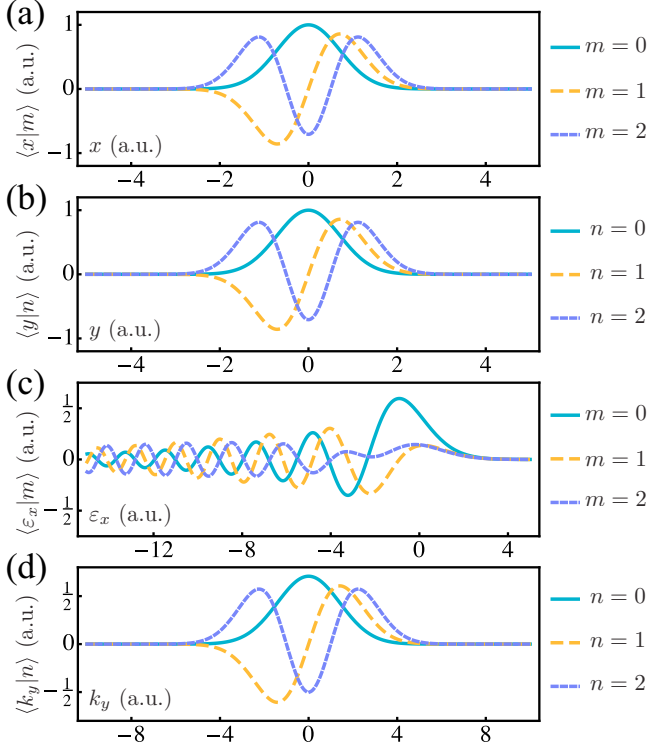 (a)
1
0
−1
⟨x|m⟩ (a.u.)
x (a.u.)
−4 −2 0 2 4
m = 0
m = 1
m = 2
(b)
1
0
−1
⟨y|n⟩ (a.u.)
y (a.u.)
−4 −2 0 2 4
n = 0
n = 1
n = 2
(c)
1/2
0
−1/2
⟨εx|m⟩ (a.u.)
εx (a.u.)
−12 −8 −4 0 4
m = 0
m = 1
m = 2
(d)
1/2
0
−1/2
⟨ky|n⟩ (a.u.)
ky (a.u.)
−8 −4 0 4 8
n = 0
n = 1
n = 2